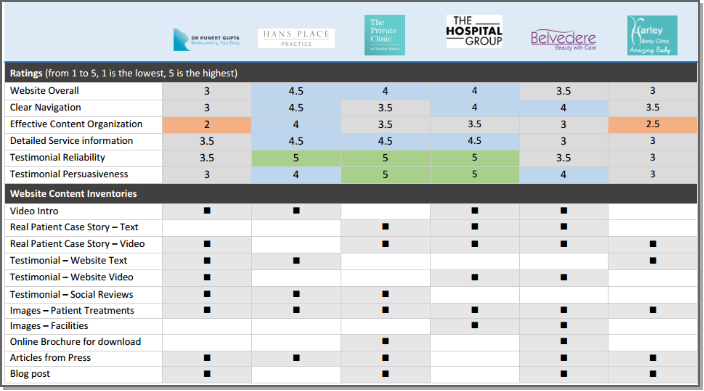 DR PUNEET GUPTA
HANS PLACE
PRACTICE
The
Private
Clinic
of Harley Street
THE
HOSPITAL
GROUP
Belvedere
Beauty with Care
Harley
Body Clinic
Amazing Body
Ratings (from 1 to 5, 1 is the lowest, 5 is the highest)
Website Overall 3 4.5 4 4 3.5 3
Clear Navigation 3 4.5 3.5 4 4 3.5
Effective Content Organization 2 4 3.5 3.5 3 2.5
Detailed Service information 3.5 4.5 4.5 4.5 3 3
Testimonial Reliability 3.5 5 5 5 3.5 3
Testimonial Persuasiveness 3 4 5 5 4 3
Website Content Inventories
Video Intro ■ ■ ■ ■
Real Patient Case Story – Text ■ ■ ■
Real Patient Case Story – Video ■ ■ ■ ■ ■
Testimonial – Website Text ■ ■ ■
Testimonial – Website Video ■ ■ ■
Testimonial – Social Reviews ■ ■ ■
Images – Patient Treatments ■ ■ ■ ■ ■ ■
Images – Facilities ■ ■
Online Brochure for download ■ ■
Articles from Press ■ ■ ■ ■ ■
Blog post ■ ■ ■ ■